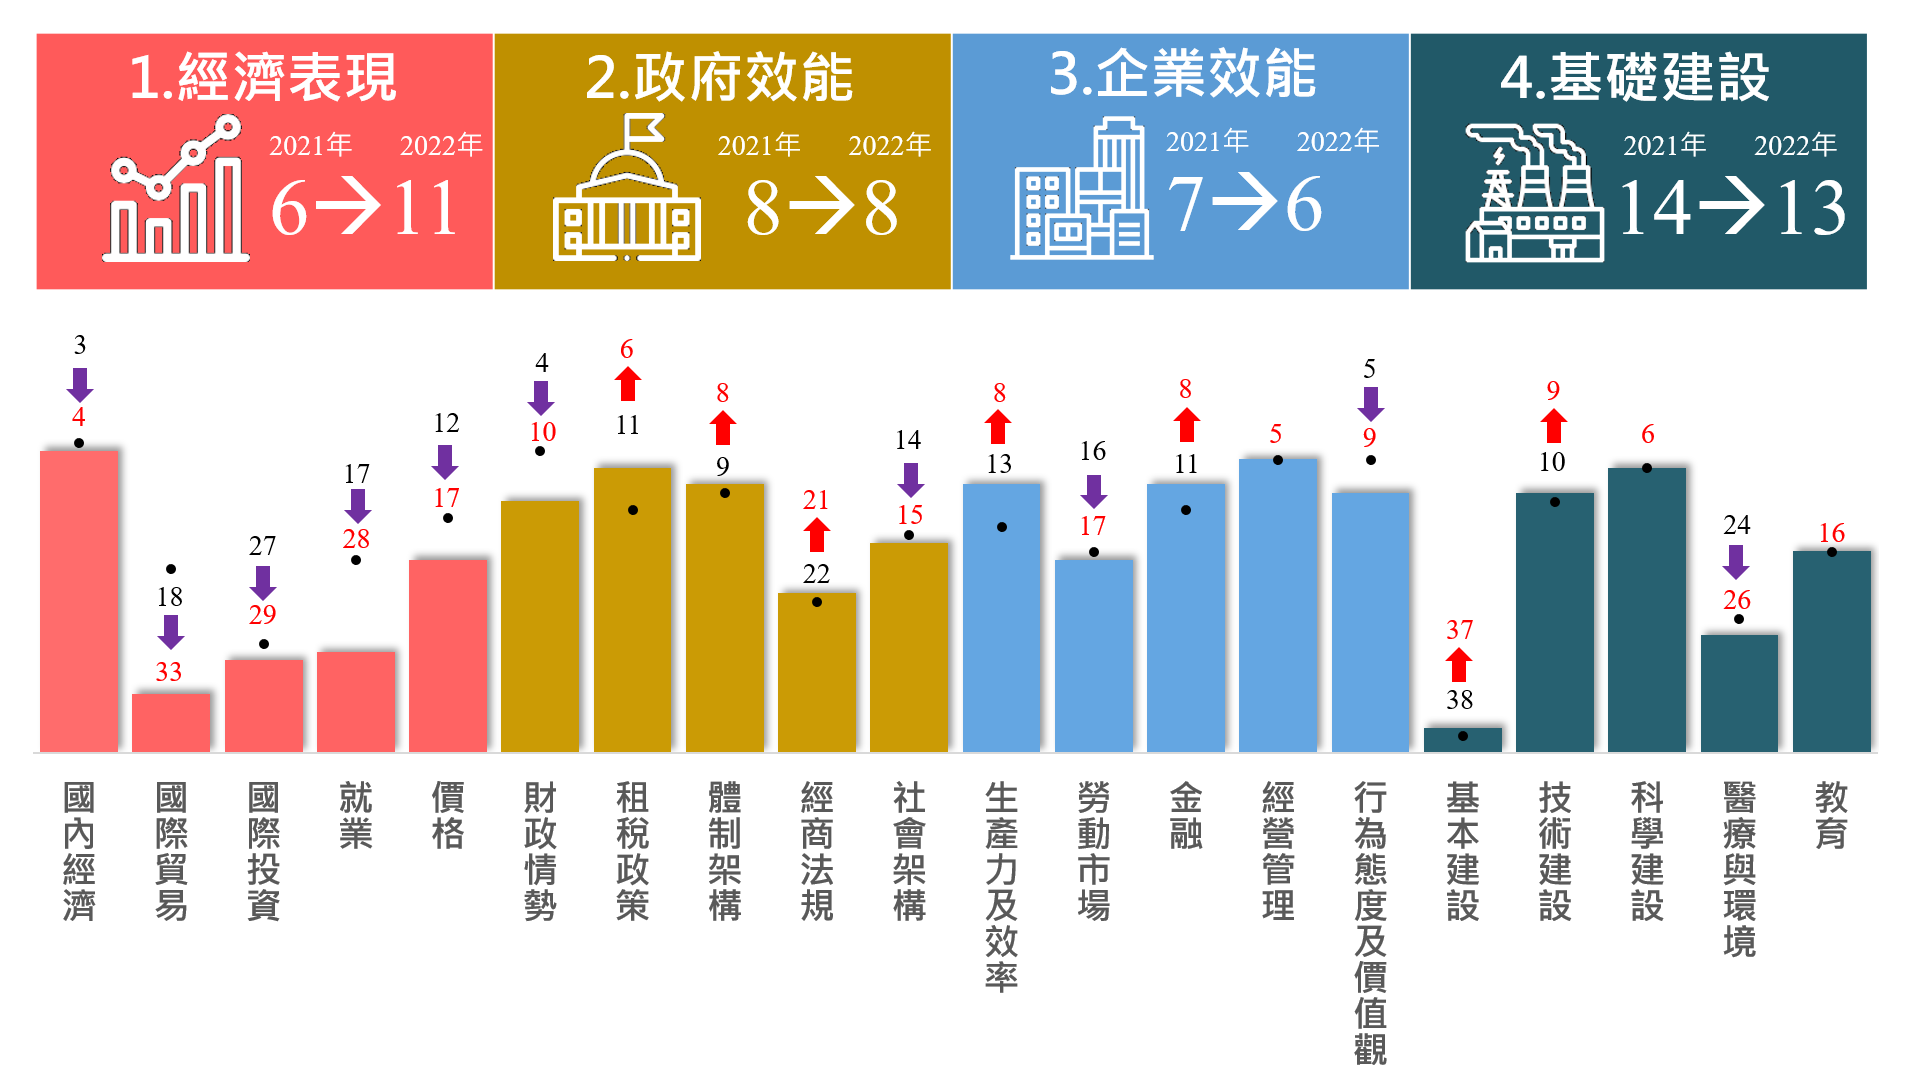 1.經濟表現
2021年 2022年
6→11
2.政府效能
2021年 2022年
8→8
3.企業效能
2021年 2022年
7→6
4.基礎建設
2021年 2022年
14→13
3
4
18
33
27
29
17
28
12
17
4
10
6
11
8
9
21
22
14
15
8
13
16
17
8
11
5
5
9
37
38
9
10
6
24
26
16
國內經濟
國際貿易
國際投資
就業
價格
財政情勢
租稅政策
體制架構
經商法規
社會架構
生產力及效率
勞動市場
金融
經營管理
行為態度及價值觀
基本建設
技術建設
科學建設
醫療與環境
教育